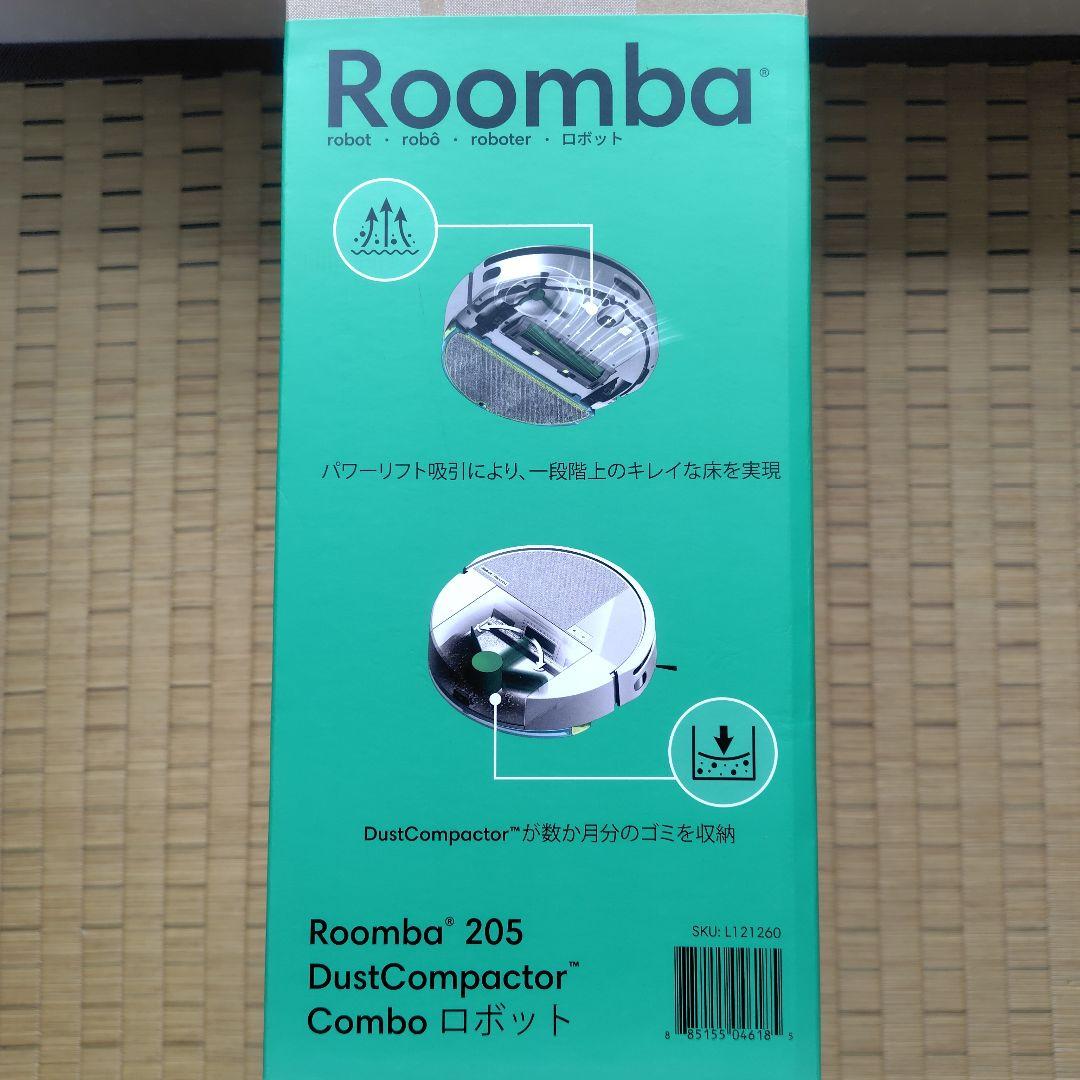 Roomba®
robot · robô · roboter · ロボット
パワーリフト吸引により、一段階上のキレイな床を実現
DustCompactor™が数か月分のゴミを収納
Roomba® 205
DustCompactor™
Combo ロボット
SKU: L121260
8 85155 04618 5